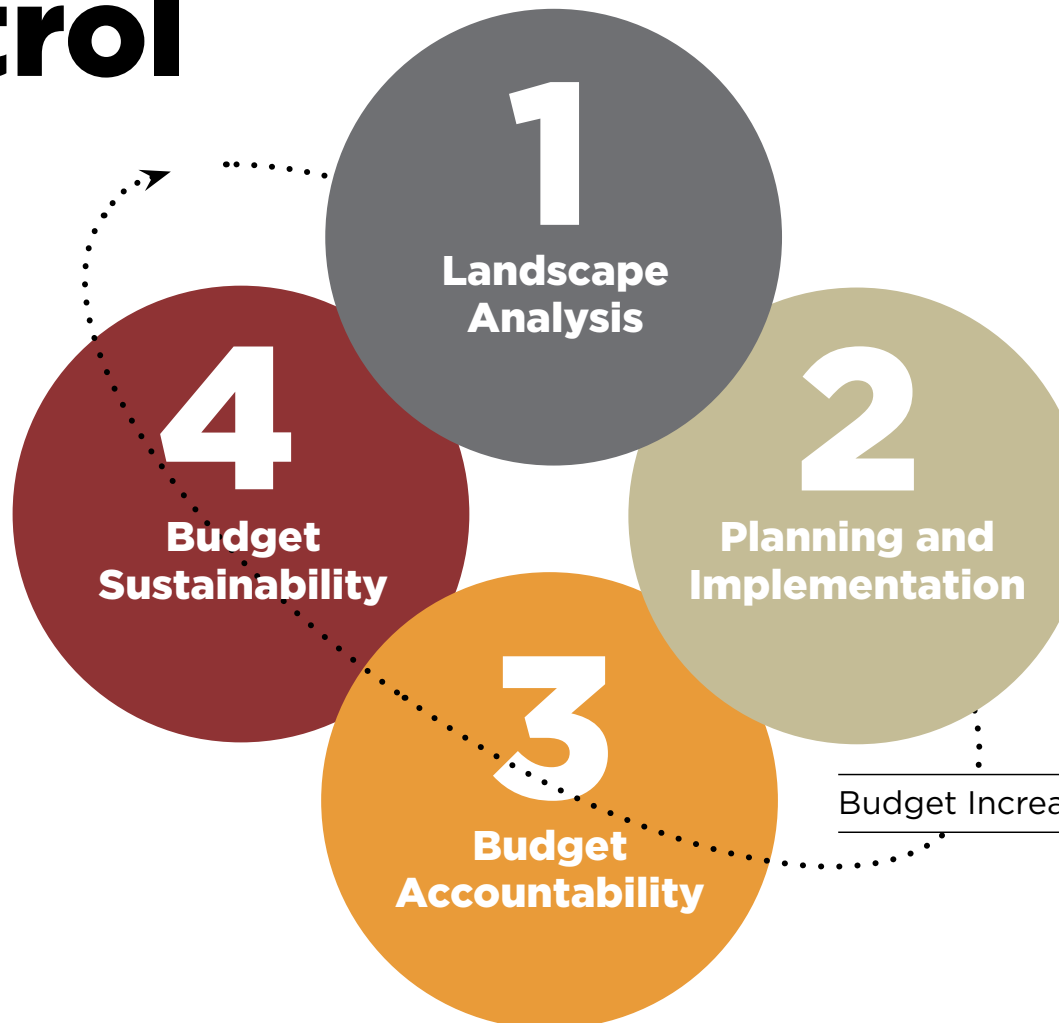 trol
1
Landscape
Analysis
2
Planning and
Implementation
3
Budget
Accountability
4
Budget
Sustainability
Budget Increa